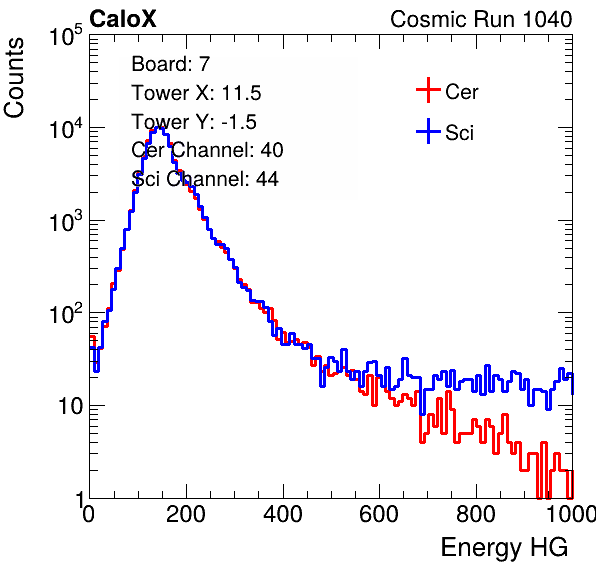 CaloX Cosmic Run 1040
Counts
Board: 7
Tower X: 11.5
Tower Y: -1.5
Cer Channel: 40
Sci Channel: 44
Cer
Sci
10^5
10^4
10^3
10^2
10
1
0 200 400 600 800 1000
Energy HG